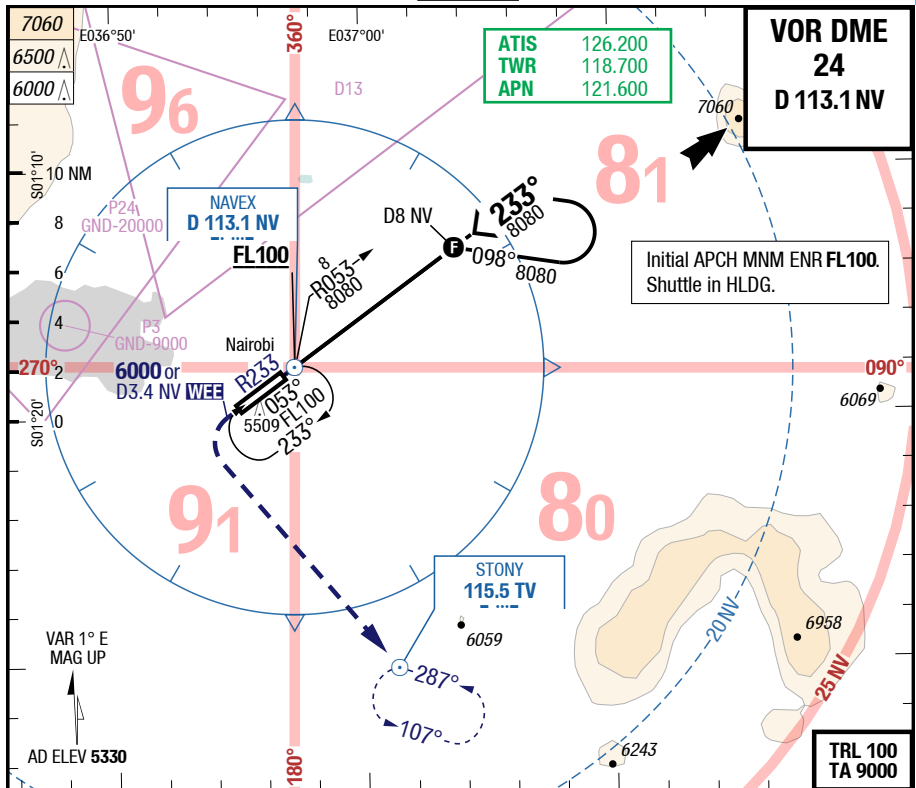 7060
6500
6000
E036°50'
360°
E037°00'
ATIS 126.200
TWR 118.700
APN 121.600
VOR DME
24
D 113.1 NV
96
D13
7060
81
S01°10'
10 NM
8
6
4
2
0
P24
GND-20000
NAVEX
D 113.1 NV
FL100
D8 NV
F
233°
8080
098° 8080
8
R053
8080
Initial APCH MNM ENR FL100.
Shuttle in HLDG.
P3
GND-9000
Nairobi
270°
090°
6000 or
D3.4 NV WEE
R233
053°
FL100
233°
5509
6069
S01°20'
91
80
STONY
115.5 TV
6059
20 NV
6958
25 NV
VAR 1° E
MAG UP
287°
107°
AD ELEV 5330
180°
6243
TRL 100
TA 9000